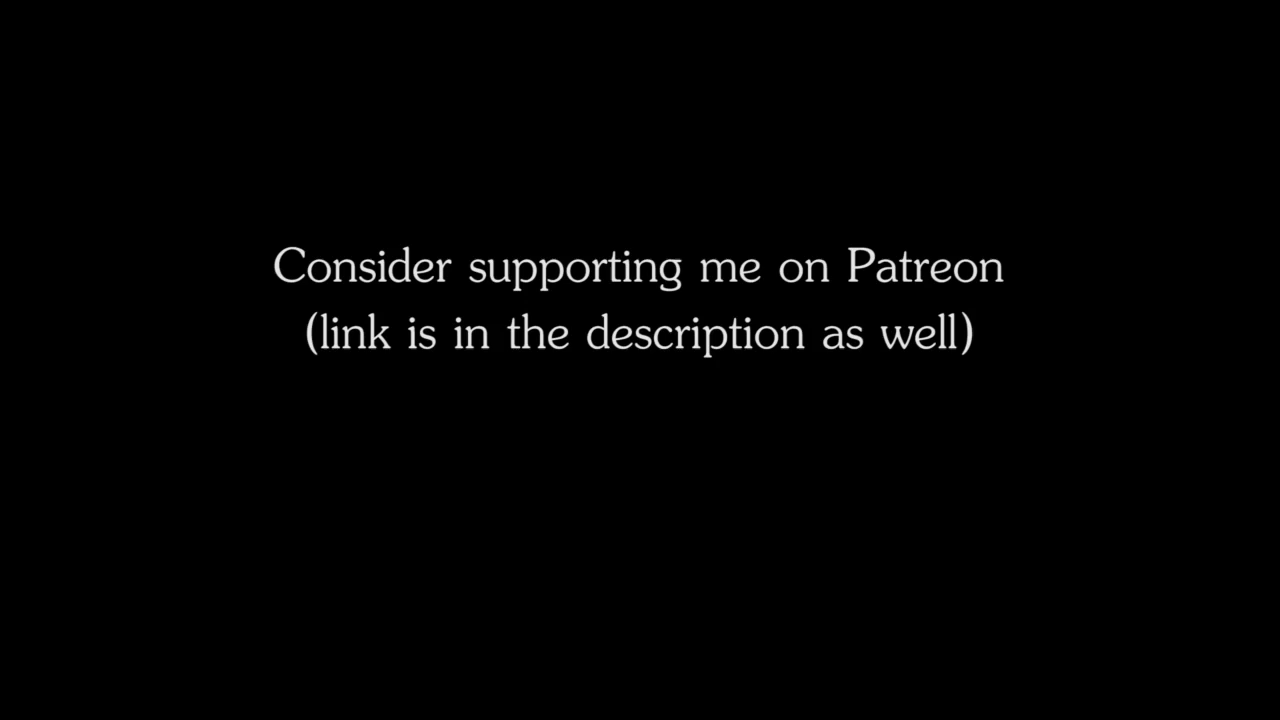 Consider supporting me on Patreon
(link is in the description as well)